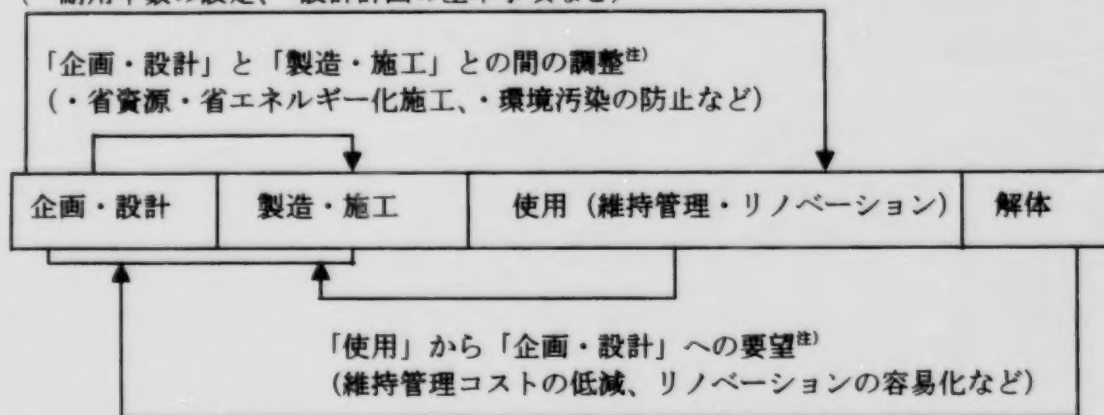 「企画・設計」と「製造・施工」との間の調整注)
(・省資源・省エネルギー化施工、・環境汚染の防止など)
企画・設計 製造・施工 使用(維持管理・リノベーション) 解体
「使用」から「企画・設計」への要望注)
(維持管理コストの低減、リノベーションの容易化など)